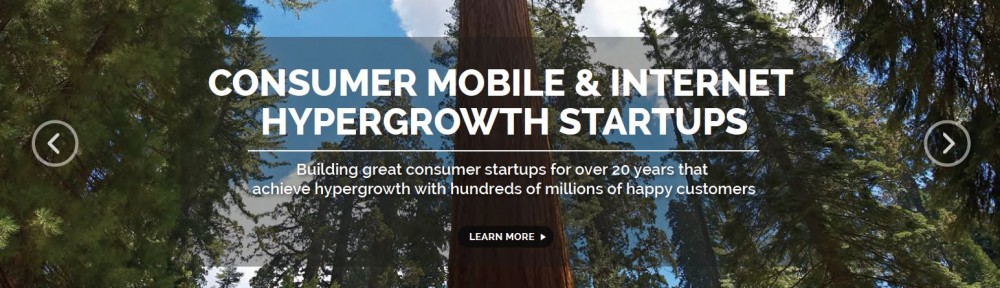 CONSUMER MOBILE & INTERNET
HYPERGROWTH STARTUPS
Building great consumer startups for over 20 years that
achieve hypergrowth with hundreds of millions of happy customers
LEARN MORE